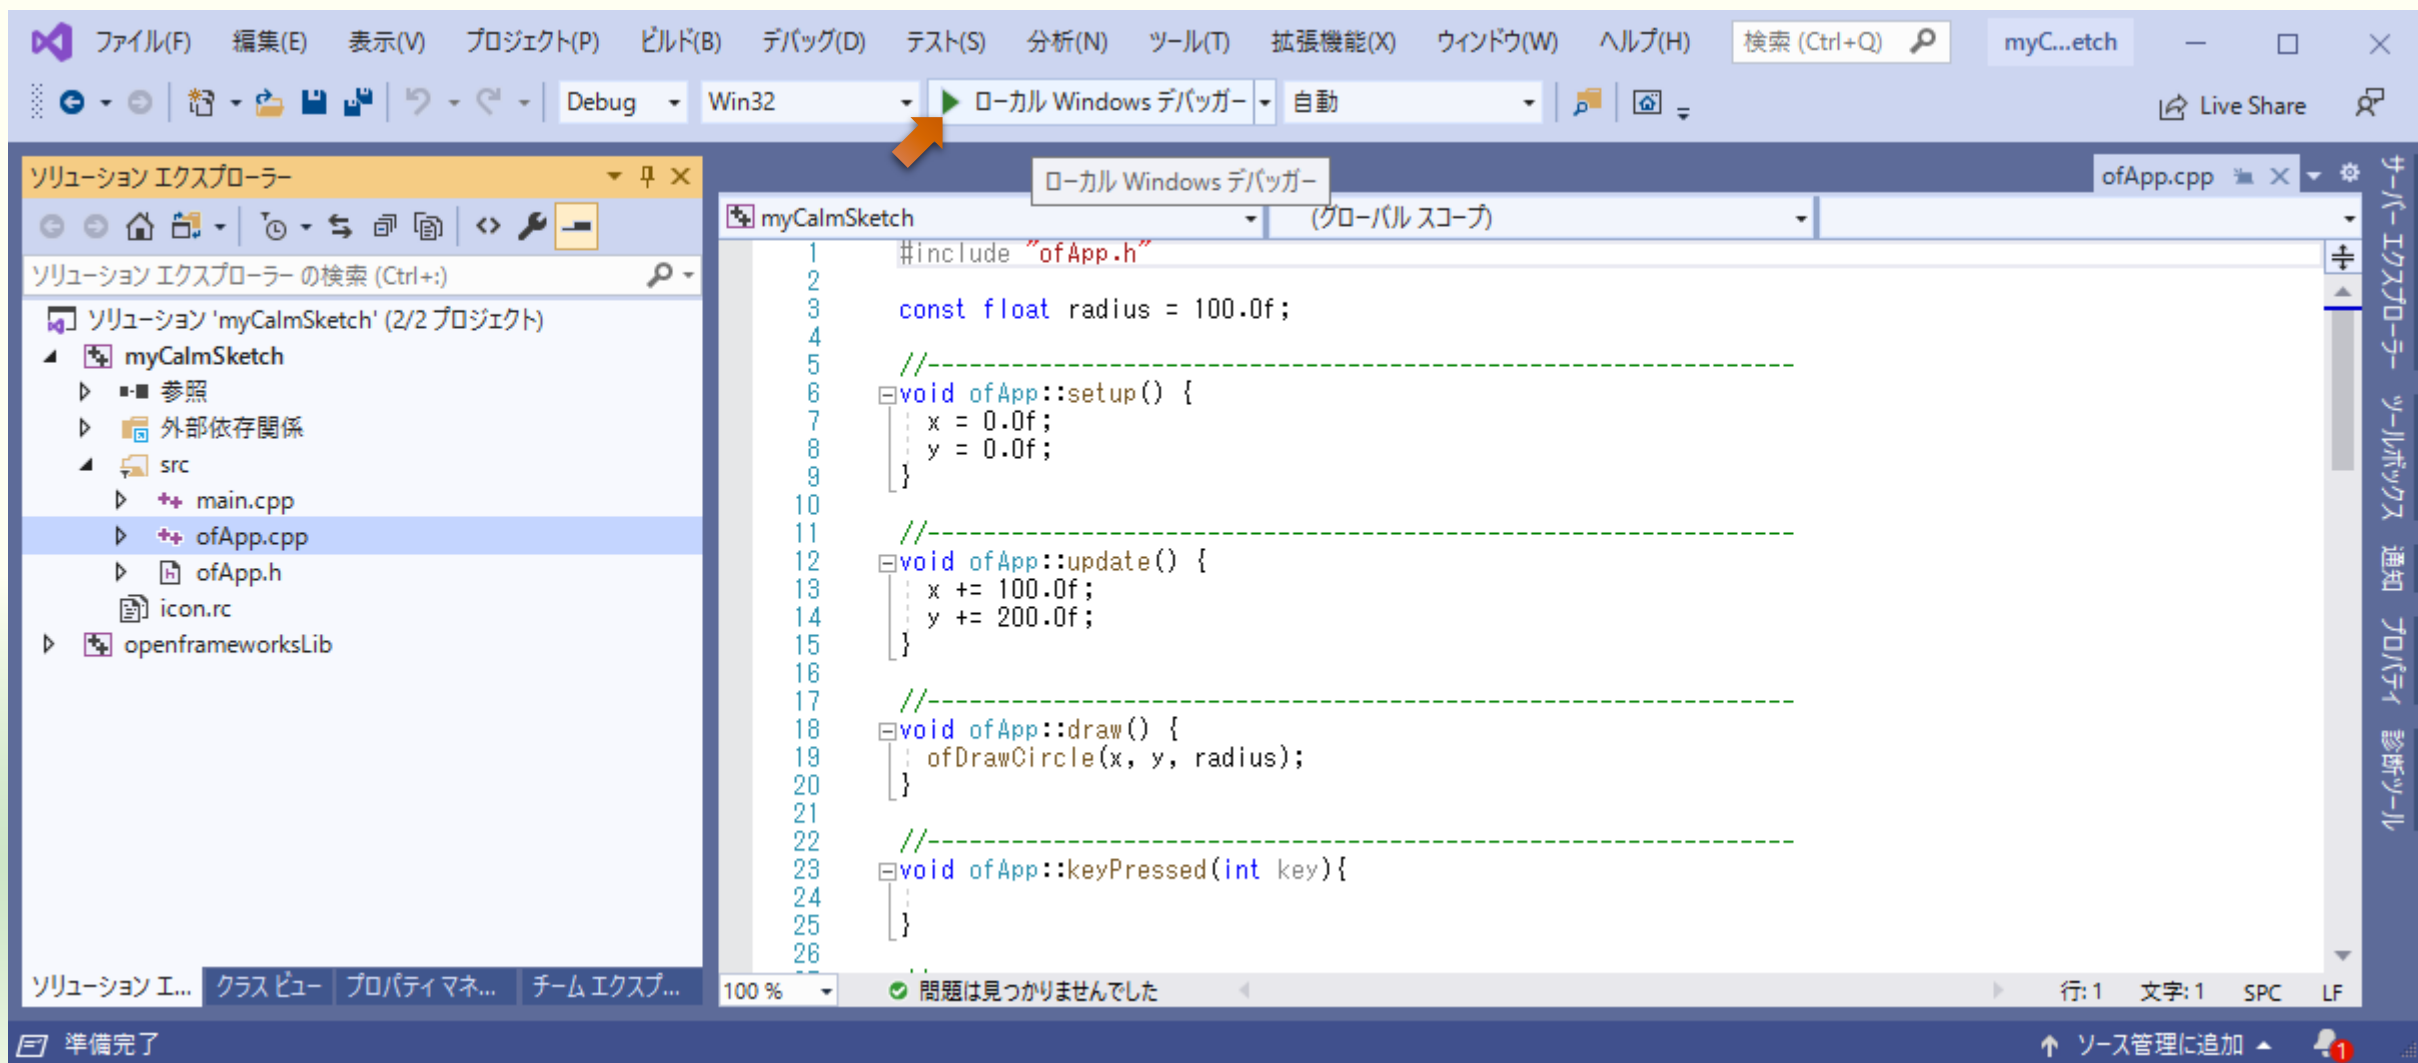 ファイル(F) 編集(E) 表示(V) プロジェクト(P) ビルド(B) デバッグ(D) テスト(S) 分析(N) ツール(T) 拡張機能(X) ウィンドウ(W) ヘルプ(H) 検索 (Ctrl+Q) myC...etch
Debug Win32 ローカル Windows デバッガー 自動 Live Share
ローカル Windows デバッガー
ソリューション エクスプローラー
ソリューション エクスプローラー の検索 (Ctrl+:)
ソリューション 'myCalmSketch' (2/2 プロジェクト)
myCalmSketch
参照
外部依存関係
src
main.cpp
ofApp.cpp
ofApp.h
icon.rc
openframeworksLib
ソリューション エ... クラス ビュー プロパティ マネ... チーム エクスプ...
ofApp.cpp
myCalmSketch (グローバル スコープ)
1 #include "ofApp.h"
2
3 const float radius = 100.0f;
4
5 //--------------------------------------------------------------
6 void ofApp::setup() {
7 x = 0.0f;
8 y = 0.0f;
9 }
10
11 //--------------------------------------------------------------
12 void ofApp::update() {
13 x += 100.0f;
14 y += 200.0f;
15 }
16
17 //--------------------------------------------------------------
18 void ofApp::draw() {
19 ofDrawCircle(x, y, radius);
20 }
21
22 //--------------------------------------------------------------
23 void ofApp::keyPressed(int key){
24
25 }
26
100 % 問題は見つかりませんでした 行: 1 文字: 1 SPC LF
サーバー エクスプローラー
ツールボックス
通知
プロパティ
診断ツール
準備完了 ソース管理に追加 1